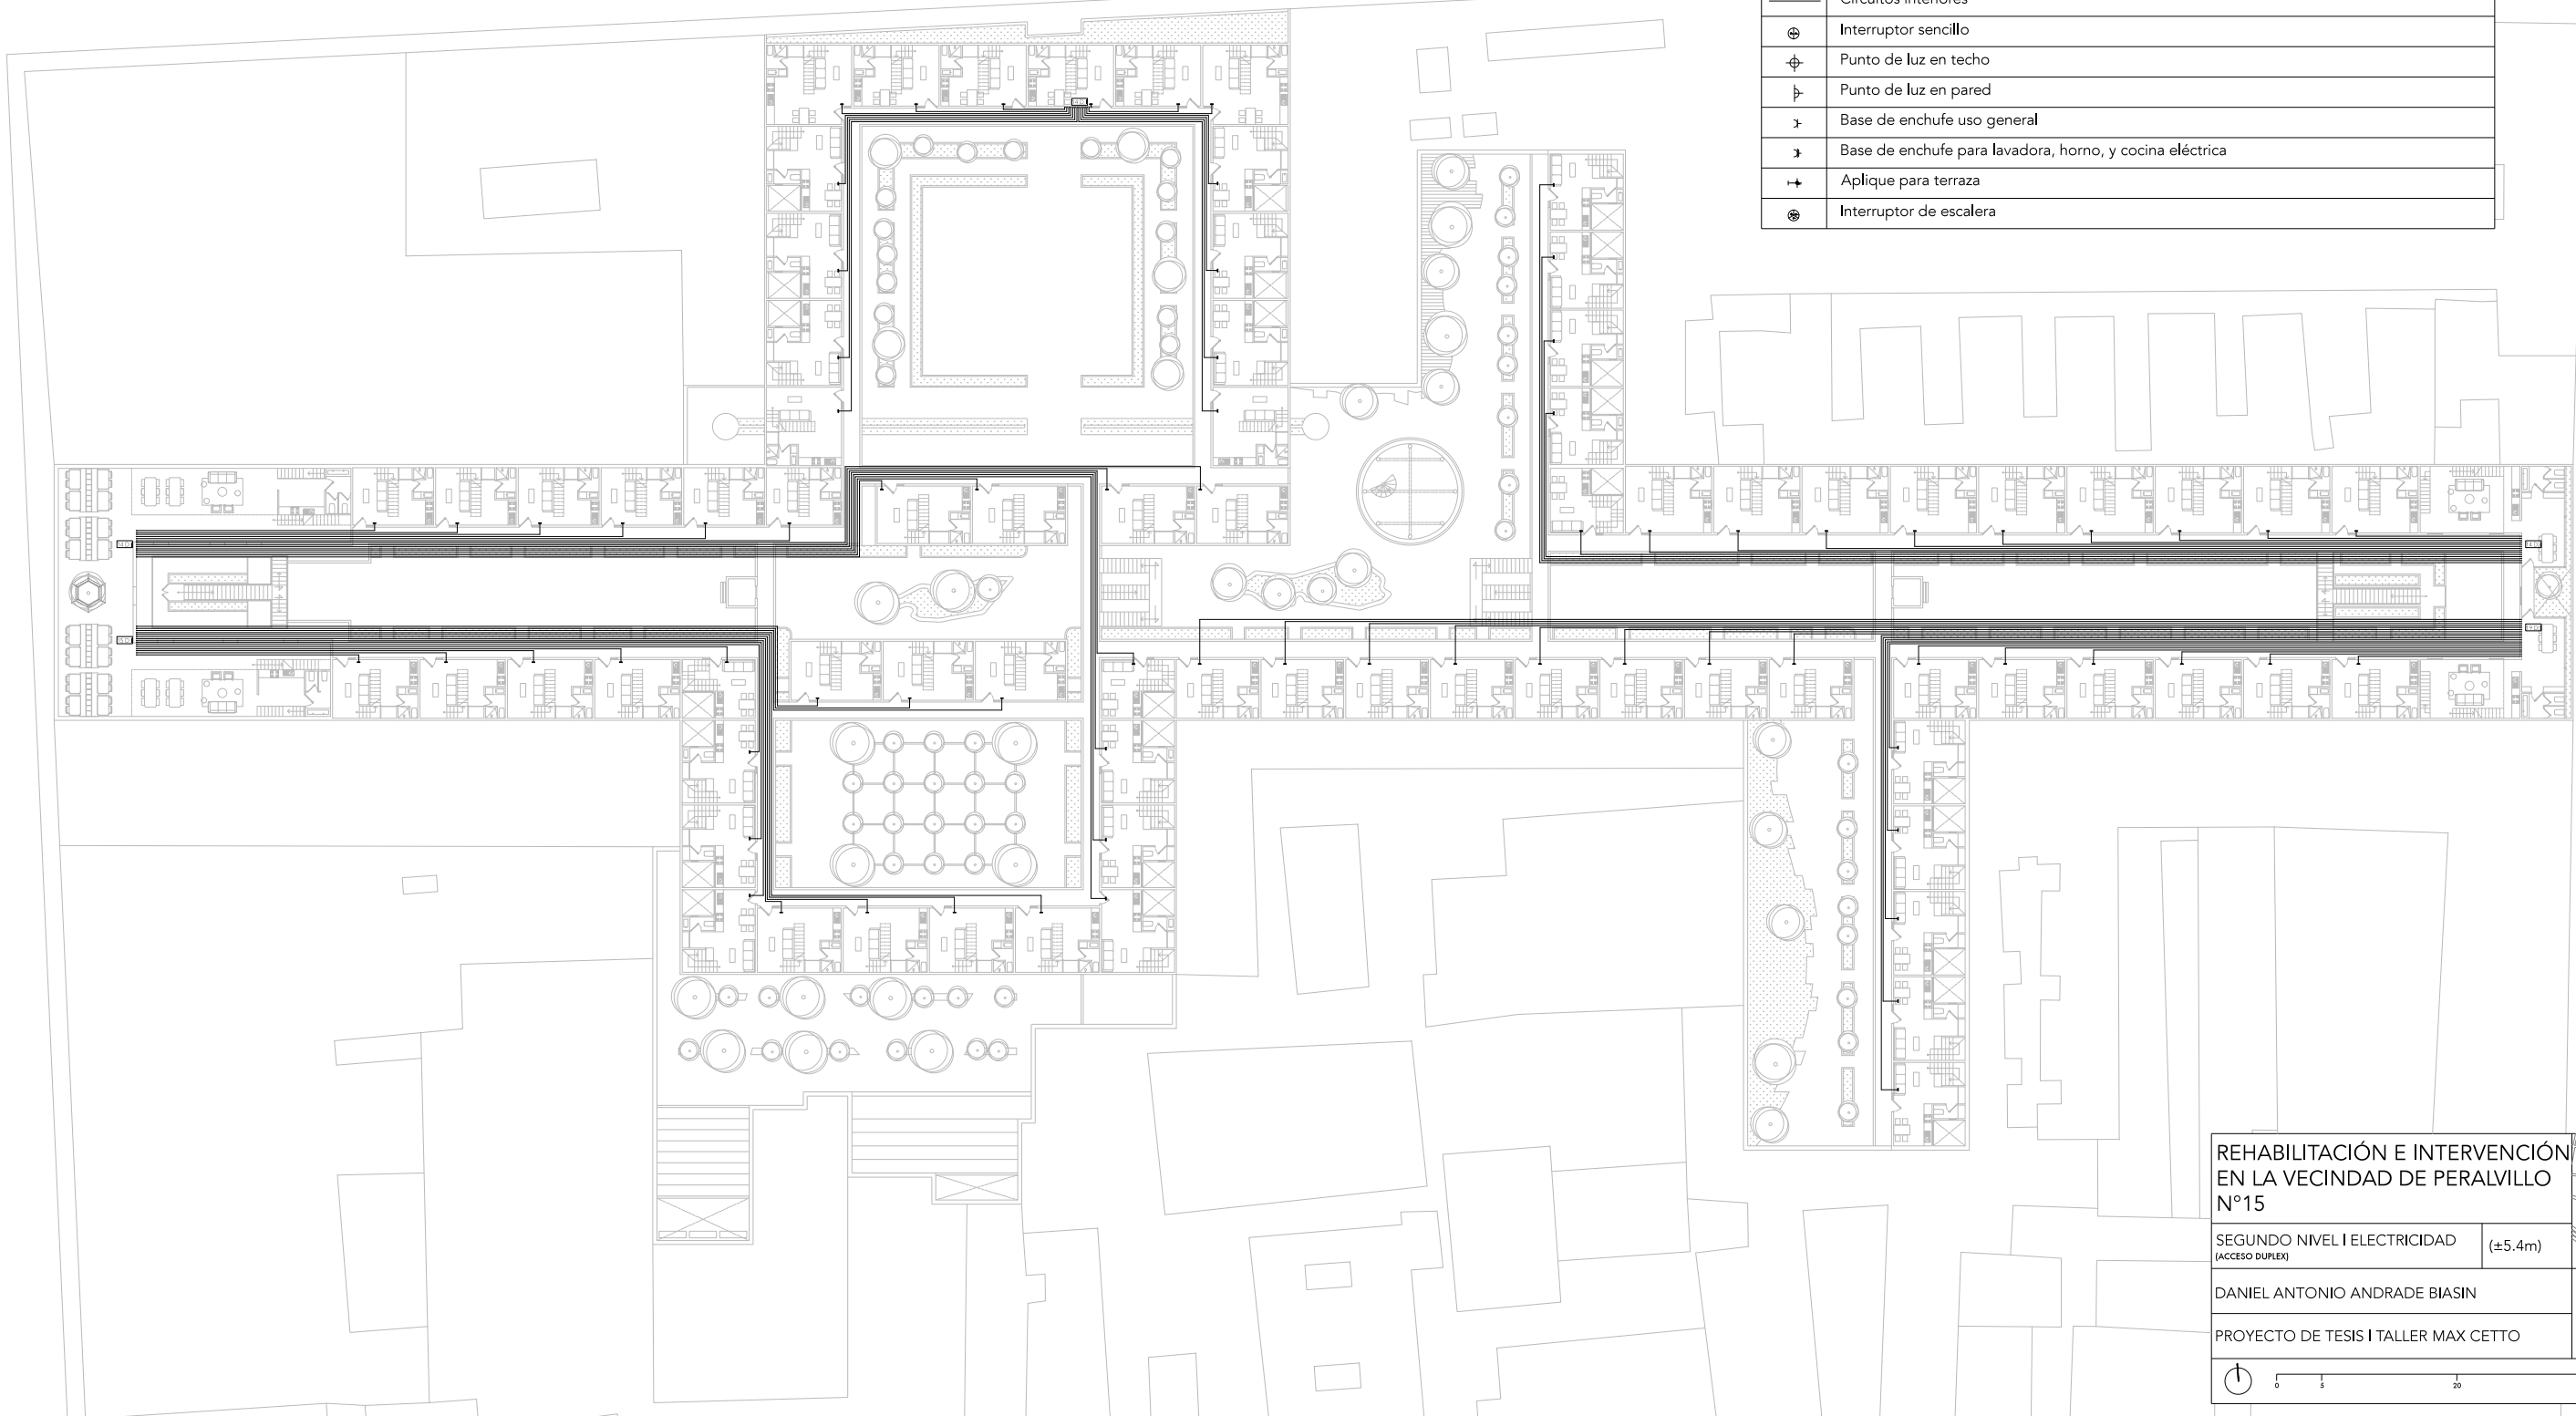 Circuitos interiores
Interruptor sencillo
Punto de luz en techo
Punto de luz en pared
Base de enchufe uso general
Base de enchufe para lavadora, horno, y cocina eléctrica
Aplique para terraza
Interruptor de escalera
REHABILITACIÓN E INTERVENCIÓN
EN LA VECINDAD DE PERALVILLO
N°15
SEGUNDO NIVEL | ELECTRICIDAD (±5.4m)
(ACCESO DUPLEX)
DANIEL ANTONIO ANDRADE BIASIN
PROYECTO DE TESIS | TALLER MAX CETTO
0 5 20